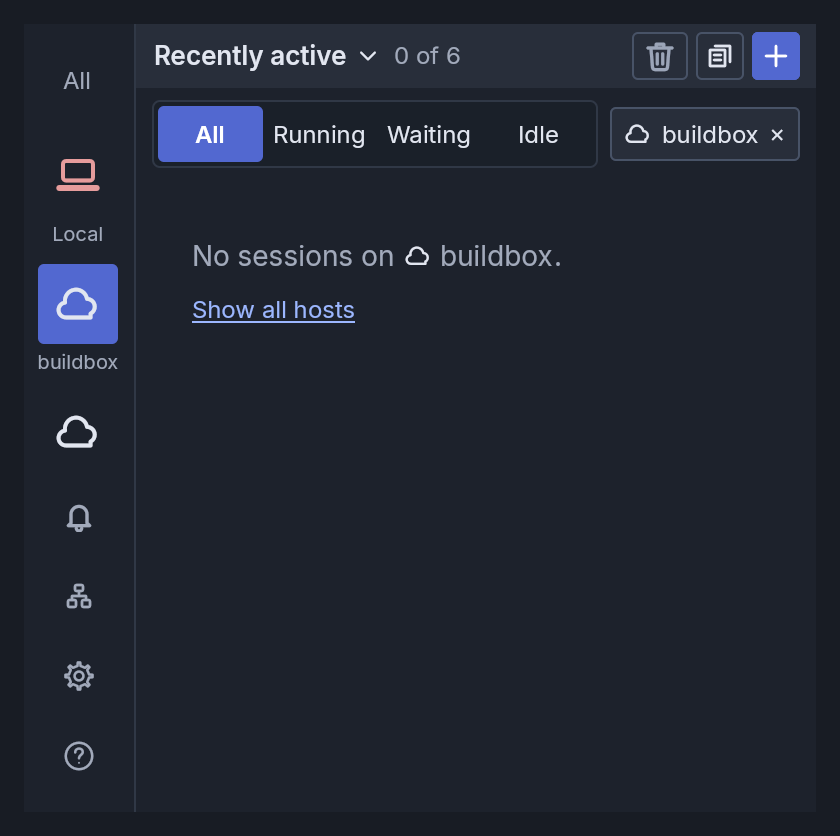 All
Local
buildbox
Recently active 0 of 6
All Running Waiting Idle buildbox ×
No sessions on buildbox.
Show all hosts